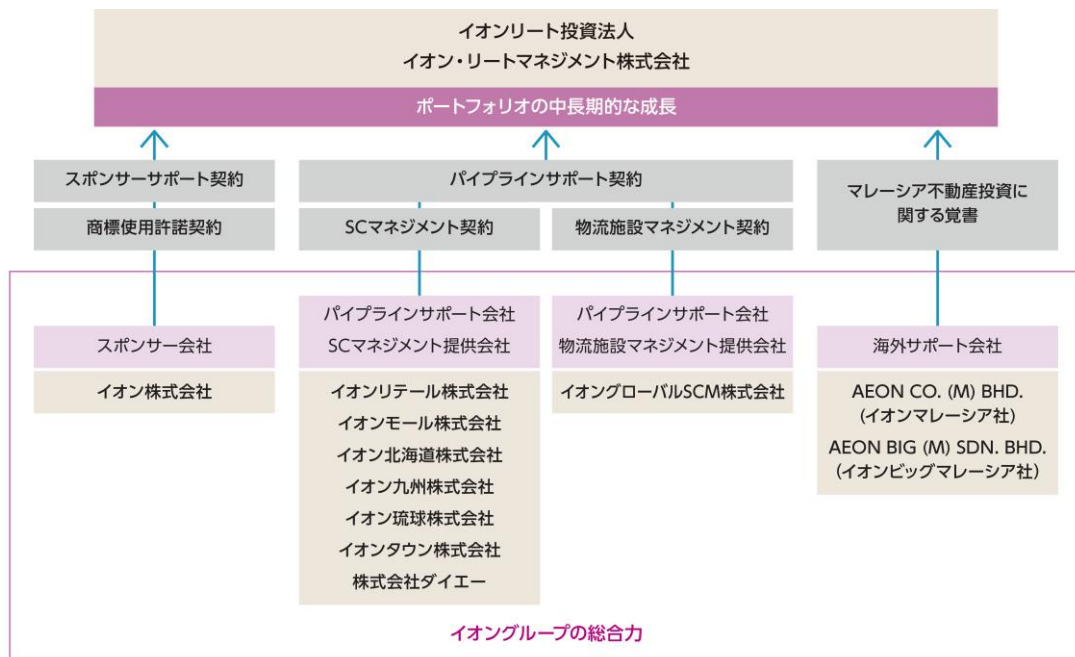 イオンリート投資法人
イオン・リートマネジメント株式会社
ポートフォリオの中長期的な成長
スポンサーサポート契約
商標使用許諾契約
パイプラインサポート契約
SCマネジメント契約
物流施設マネジメント契約
マレーシア不動産投資に
関する覚書
スポンサー会社
イオン株式会社
パイプラインサポート会社
SCマネジメント提供会社
イオンリテール株式会社
イオンモール株式会社
イオン北海道株式会社
イオン九州株式会社
イオン琉球株式会社
イオンタウン株式会社
株式会社ダイエー
パイプラインサポート会社
物流施設マネジメント提供会社
イオングローバルSCM株式会社
海外サポート会社
AEON CO. (M) BHD.
(イオンマレーシア社)
AEON BIG (M) SDN. BHD.
(イオンビッグマレーシア社)
イオングループの総合力